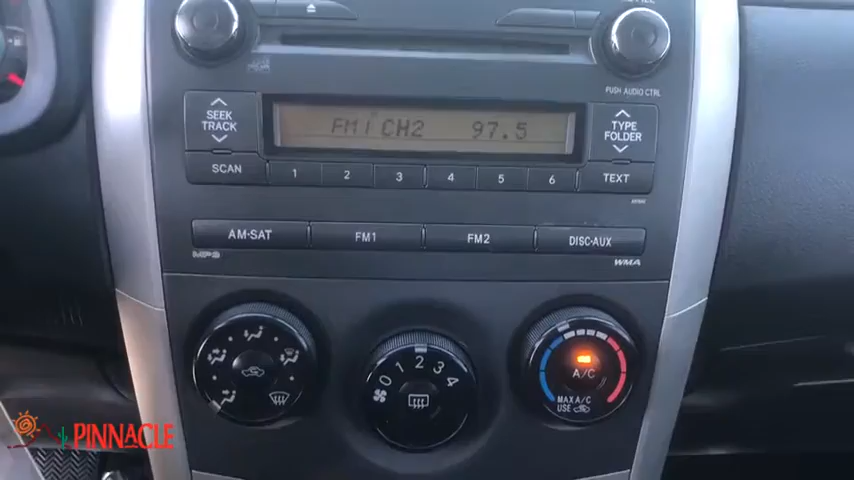 PUSH AUDIO CTRL
SEEK
TRACK
FM1 CH2 97.5
TYPE
FOLDER
SCAN 1 2 3 4 5 6 TEXT
AM·SAT FM1 FM2 DISC·AUX
MP3 WMA
0 1 2 3 4
A/C
MAX A/C
USE
PINNACLE